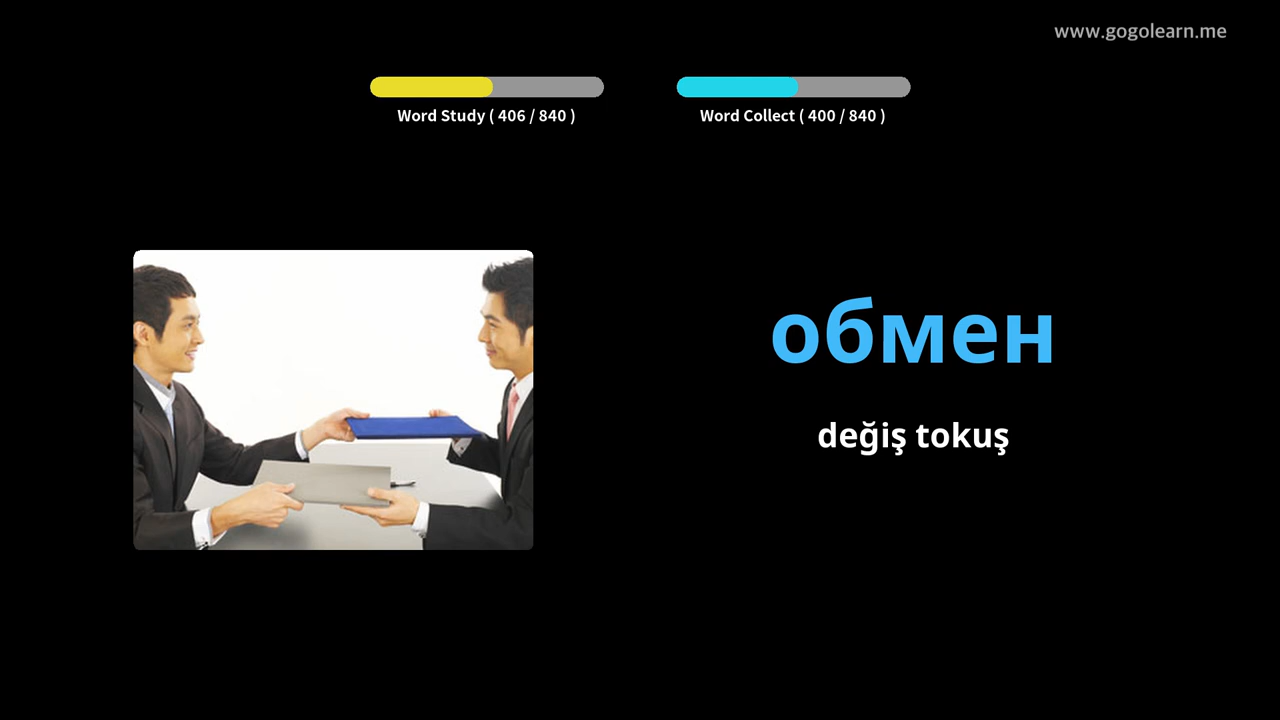 www.gogolearn.me
Word Study ( 406 / 840 )
Word Collect ( 400 / 840 )
обмен
değiş tokuş